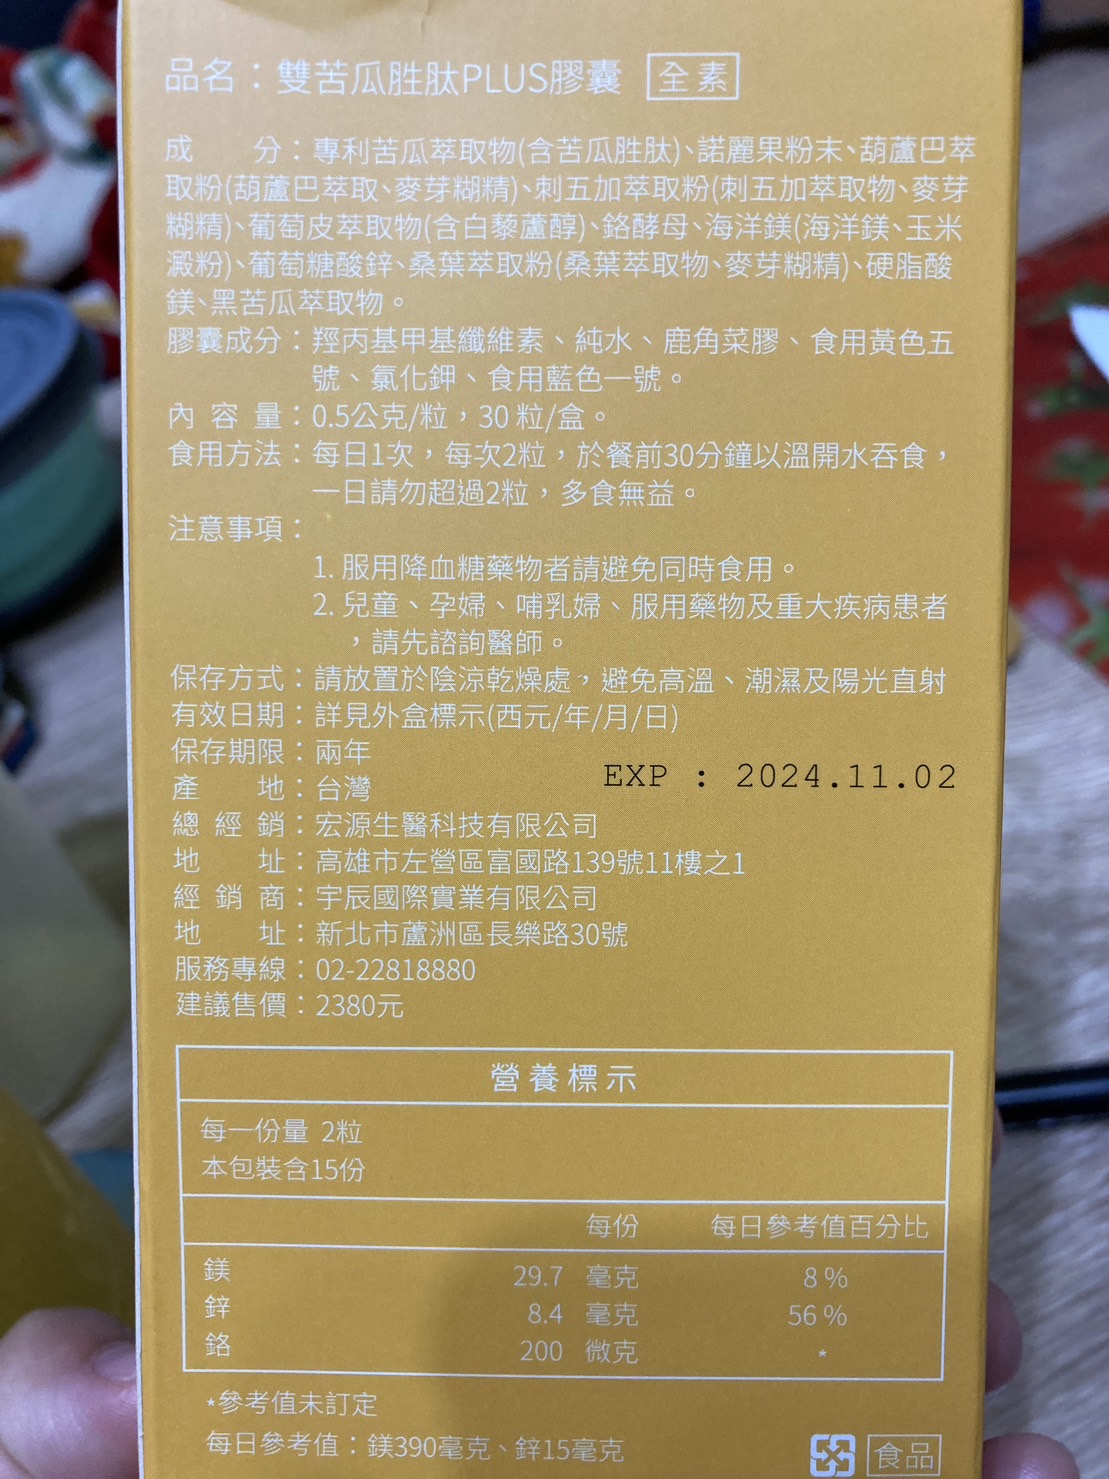 品名：雙苦瓜胜肽PLUS膠囊 全素
成　　分：專利苦瓜萃取物(含苦瓜胜肽)、諾麗果粉末、葫蘆巴萃
取粉(葫蘆巴萃取、麥芽糊精)、刺五加萃取粉(刺五加萃取物、麥芽
糊精)、葡萄皮萃取物(含白藜蘆醇)、鉻酵母、海洋鎂(海洋鎂、玉米
澱粉)、葡萄糖酸鋅、桑葉萃取粉(桑葉萃取物、麥芽糊精)、硬脂酸
鎂、黑苦瓜萃取物。
膠囊成分：羥丙基甲基纖維素、純水、鹿角菜膠、食用黃色五
號、氯化鉀、食用藍色一號。
內 容 量：0.5公克/粒，30 粒/盒。
食用方法：每日1次，每次2粒，於餐前30分鐘以溫開水吞食，
一日請勿超過2粒，多食無益。
注意事項：
1. 服用降血糖藥物者請避免同時食用。
2. 兒童、孕婦、哺乳婦、服用藥物及重大疾病患者
，請先諮詢醫師。
保存方式：請放置於陰涼乾燥處，避免高溫、潮濕及陽光直射
有效日期：詳見外盒標示(西元/年/月/日)
保存期限：兩年
EXP : 2024.11.02
產　　地：台灣
總 經 銷：宏源生醫科技有限公司
地　　址：高雄市左營區富國路139號11樓之1
經 銷 商：宇辰國際實業有限公司
地　　址：新北市蘆洲區長樂路30號
服務專線：02-22818880
建議售價：2380元
營養標示
每一份量 2粒
本包裝含15份
每份　每日參考值百分比
鎂　29.7 毫克　8%
鋅　8.4 毫克　56%
鉻　200 微克　*
*參考值未訂定
每日參考值：鎂390毫克、鋅15毫克
食品